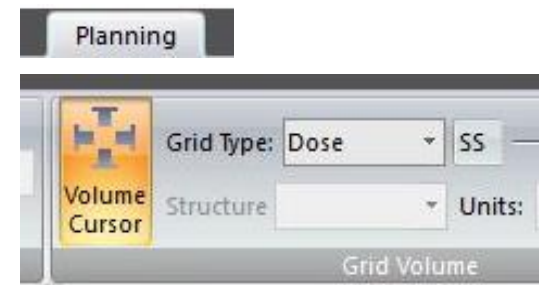 Planning
Grid Type: Dose SS
Volume Cursor
Structure Units:
Grid Volume